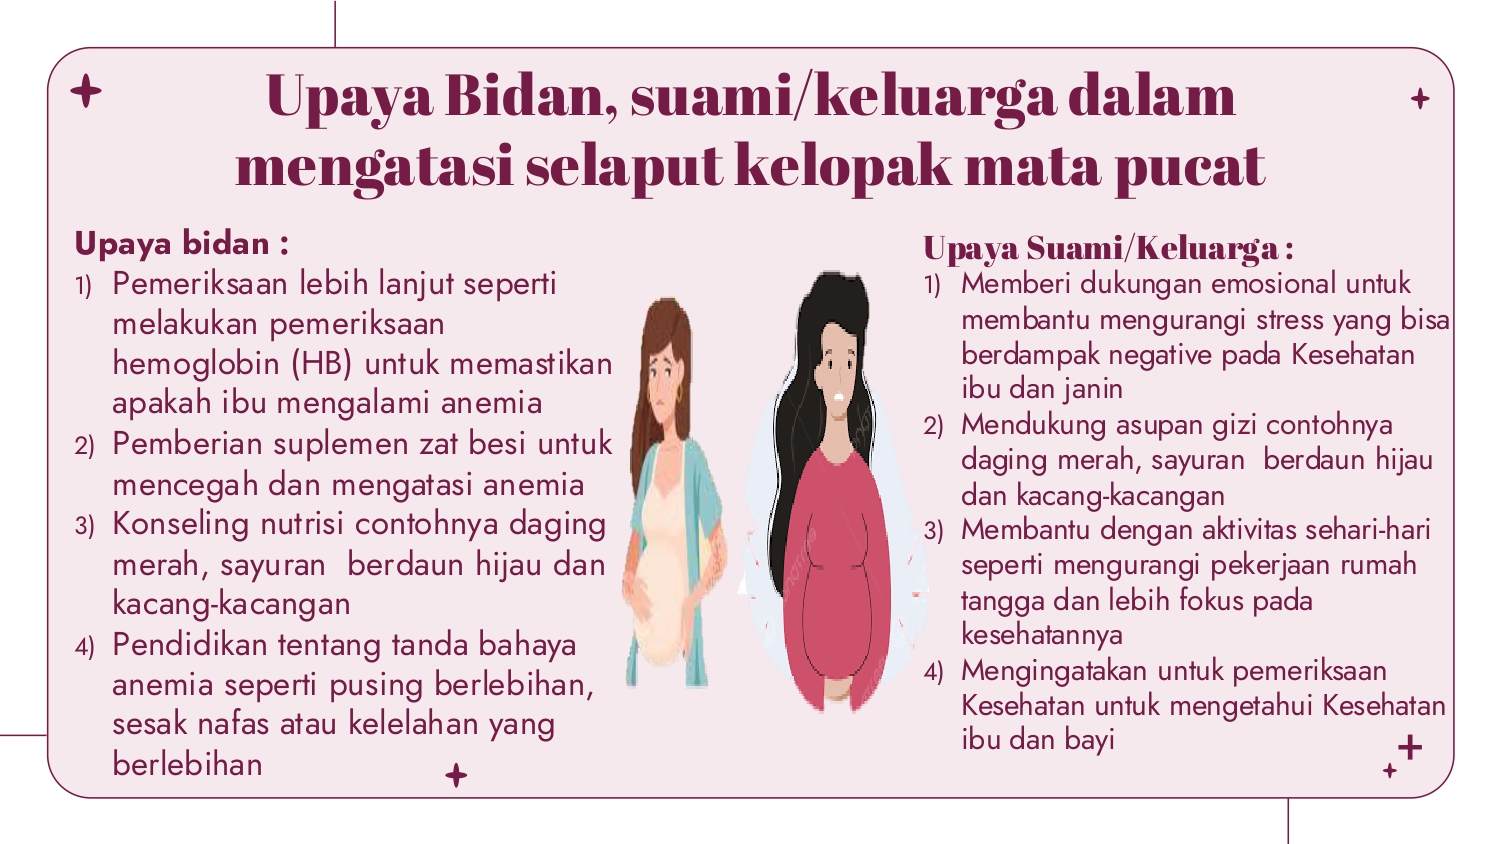 Upaya Bidan, suami/keluarga dalam
mengatasi selaput kelopak mata pucat
Upaya bidan :
1) Pemeriksaan lebih lanjut seperti
melakukan pemeriksaan
hemoglobin (HB) untuk memastikan
apakah ibu mengalami anemia
2) Pemberian suplemen zat besi untuk
mencegah dan mengatasi anemia
3) Konseling nutrisi contohnya daging
merah, sayuran  berdaun hijau dan
kacang-kacangan
4) Pendidikan tentang tanda bahaya
anemia seperti pusing berlebihan,
sesak nafas atau kelelahan yang
berlebihan
Upaya Suami/Keluarga :
1) Memberi dukungan emosional untuk
membantu mengurangi stress yang bisa
berdampak negative pada Kesehatan
ibu dan janin
2) Mendukung asupan gizi contohnya
daging merah, sayuran  berdaun hijau
dan kacang-kacangan
3) Membantu dengan aktivitas sehari-hari
seperti mengurangi pekerjaan rumah
tangga dan lebih fokus pada
kesehatannya
4) Mengingatakan untuk pemeriksaan
Kesehatan untuk mengetahui Kesehatan
ibu dan bayi